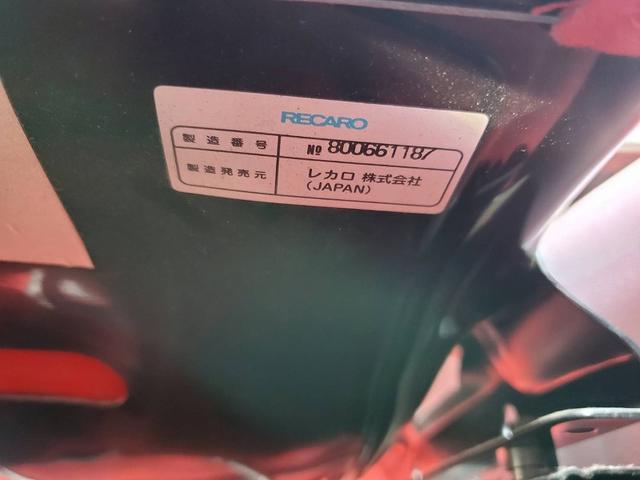 RECARO
製造番号 № 800661187
製造発売元 レカロ 株式会社
(JAPAN)